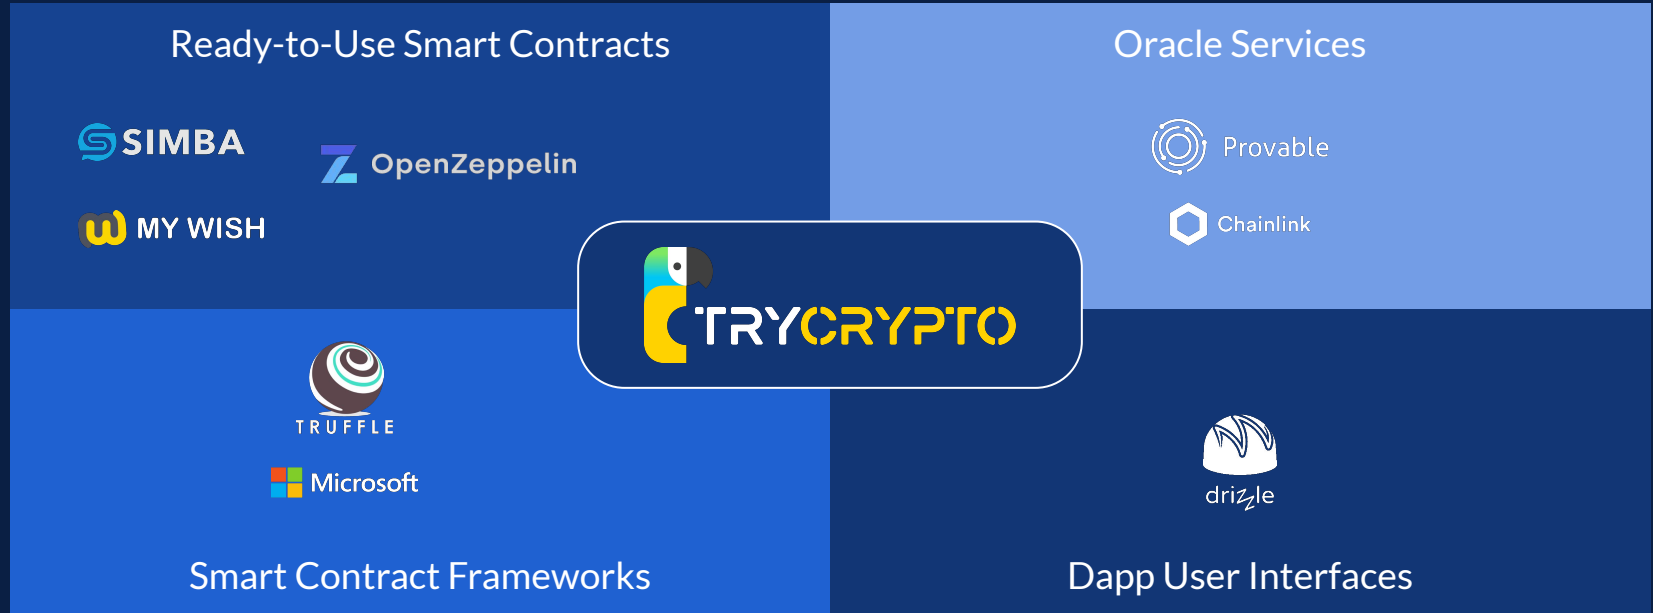 Ready-to-Use Smart Contracts
Oracle Services
SIMBA
OpenZeppelin
MY WISH
Provable
Chainlink
TRYCRYPTO
TRUFFLE
Microsoft
drizzle
Smart Contract Frameworks
Dapp User Interfaces